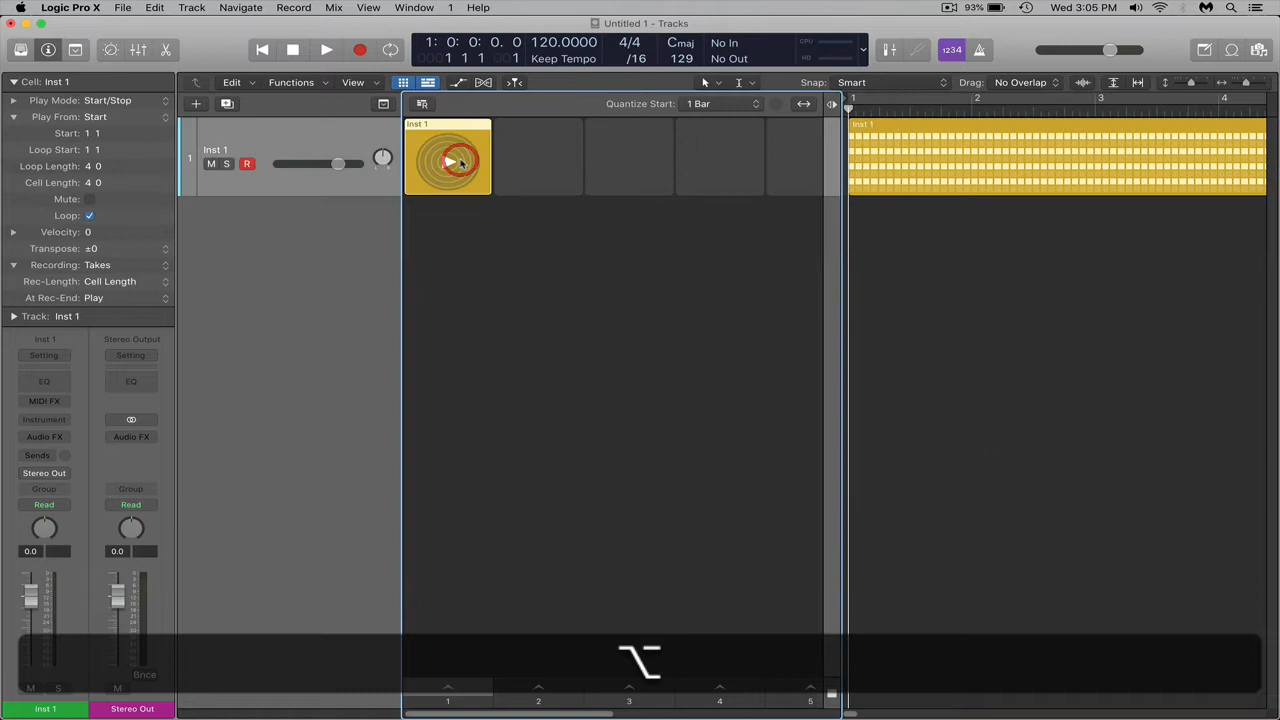 Logic Pro X File Edit Track Navigate Record Mix View Window 1 Help 93% Wed 3:05 PM
Untitled 1 - Tracks
1: 0: 0: 0. 0 120.0000 4/4 Cmaj No In CPU
1 1 1 1 Keep Tempo /16 129 No Out HD
1234
Cell: Inst 1
Edit Functions View Snap: Smart Drag: No Overlap
Play Mode: Start/Stop
Play From: Start
Start: 1 1
Loop Start: 1 1
Loop Length: 4 0
Cell Length: 4 0
Mute:
Loop:
Velocity: 0
Transpose: ±0
Recording: Takes
Rec-Length: Cell Length
At Rec-End: Play
Track: Inst 1
Quantize Start: 1 Bar
1 2 3 4
1
Inst 1
M S R
Inst 1
Inst 1
Inst 1 Stereo Output
Setting Setting
EQ EQ
MIDI FX
Instrument
Audio FX Audio FX
Sends
Stereo Out
Group Group
Read Read
0.0 0.0
Bnce
M S M
Inst 1 Stereo Out
⌥
1 2 3 4 5